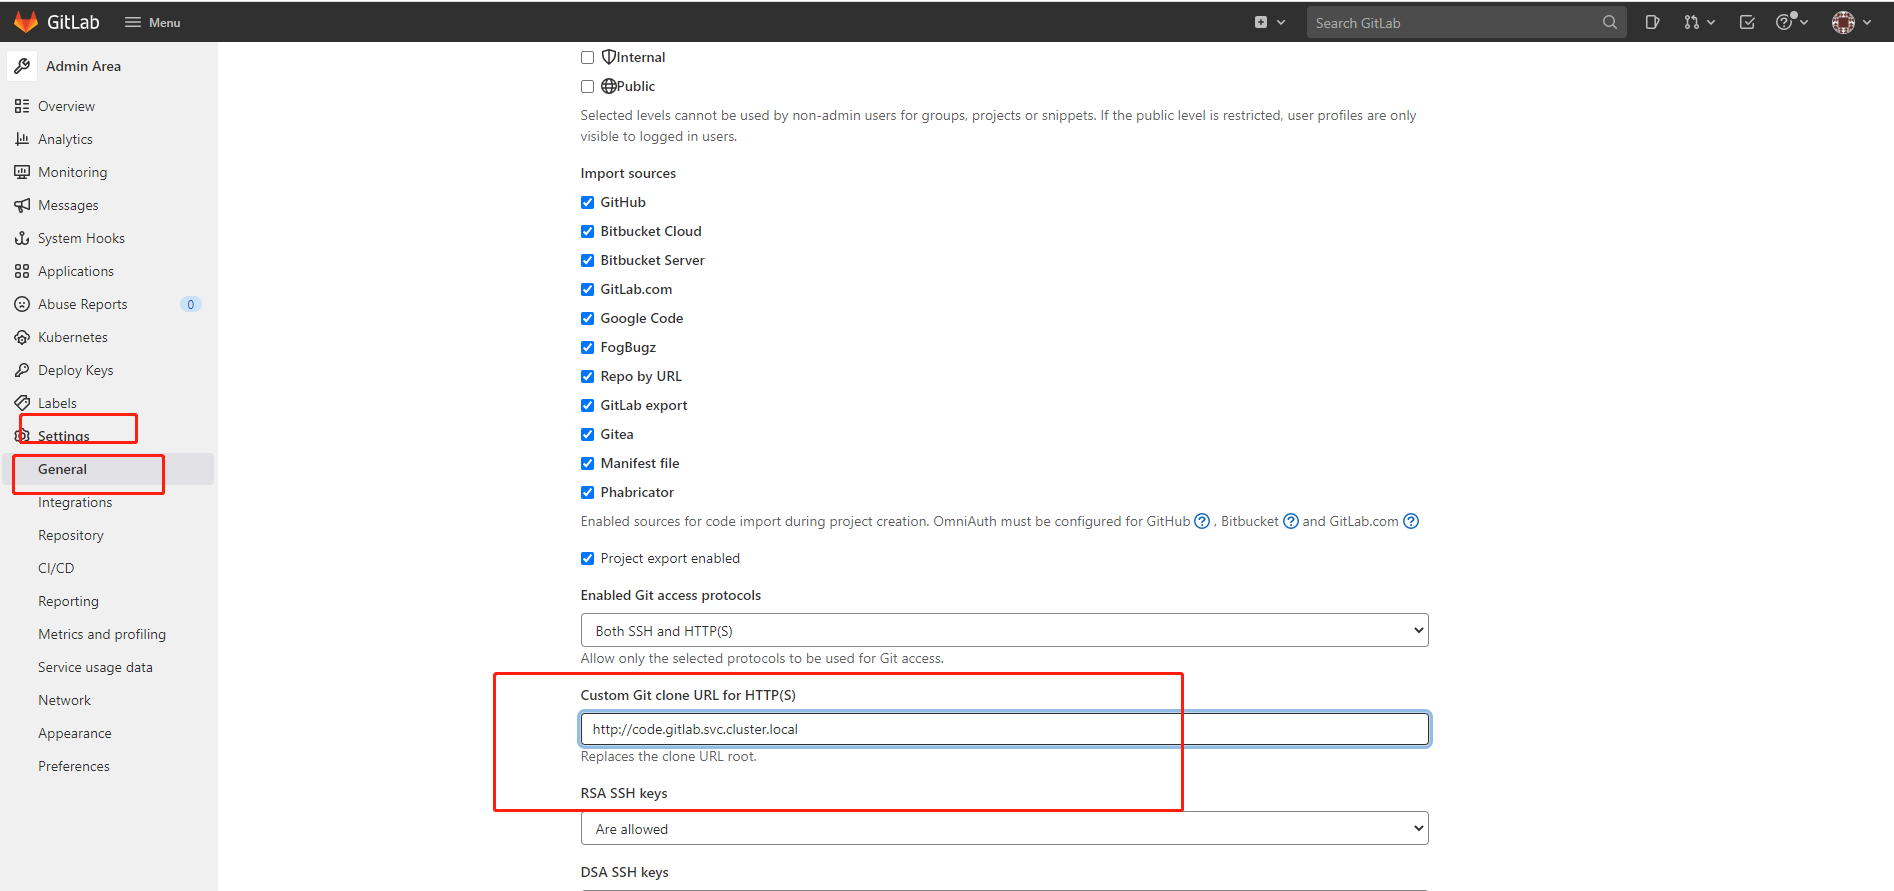 GitLab
Menu
Search GitLab
Admin Area
Overview
Analytics
Monitoring
Messages
System Hooks
Applications
Abuse Reports 0
Kubernetes
Deploy Keys
Labels
Settings
General
Integrations
Repository
CI/CD
Reporting
Metrics and profiling
Service usage data
Network
Appearance
Preferences
Internal
Public
Selected levels cannot be used by non-admin users for groups, projects or snippets. If the public level is restricted, user profiles are only
visible to logged in users.
Import sources
GitHub
Bitbucket Cloud
Bitbucket Server
GitLab.com
Google Code
FogBugz
Repo by URL
GitLab export
Gitea
Manifest file
Phabricator
Enabled sources for code import during project creation. OmniAuth must be configured for GitHub ? , Bitbucket ? and GitLab.com ?
Project export enabled
Enabled Git access protocols
Both SSH and HTTP(S)
Allow only the selected protocols to be used for Git access.
Custom Git clone URL for HTTP(S)
http://code.gitlab.svc.cluster.local
Replaces the clone URL root.
RSA SSH keys
Are allowed
DSA SSH keys